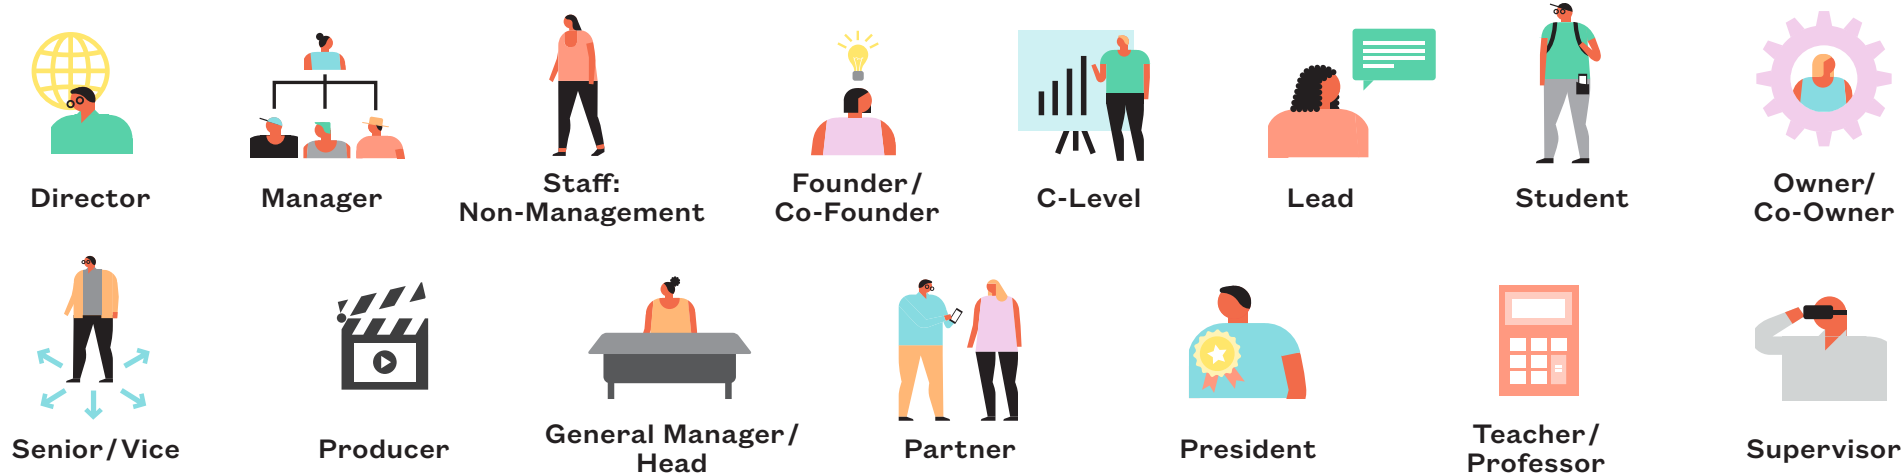 Director
Manager
Staff:
Non-Management
Founder/
Co-Founder
C-Level
Lead
Student
Owner/
Co-Owner
Senior/Vice
Producer
General Manager/
Head
Partner
President
Teacher/
Professor
Supervisor